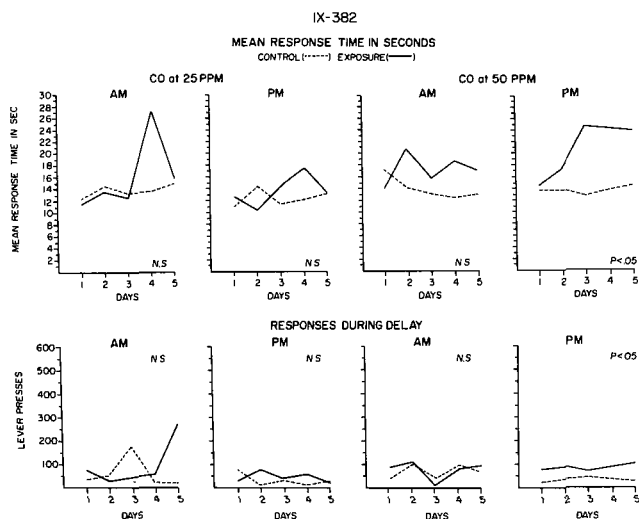 IX-382
MEAN RESPONSE TIME IN SECONDS
CONTROL(-----) EXPOSURE(——)
CO at 25 PPM CO at 50 PPM
AM PM AM PM
MEAN RESPONSE TIME IN SEC
30
28
26
24
22
20
18
16
14
12
10
8
6
4
2
N.S NS NS P<.05
1 2 3 4 5 1 2 3 4 5 1 2 3 4 5 1 2 3 4 5
DAYS DAYS DAYS DAYS
RESPONSES DURING DELAY
AM PM AM PM
NS NS N.S P<.05
LEVER PRESSES
600
500
400
300
200
100
1 2 3 4 5 1 2 3 4 5 1 2 3 4 5 1 2 3 4 5
DAYS DAYS DAYS DAYS